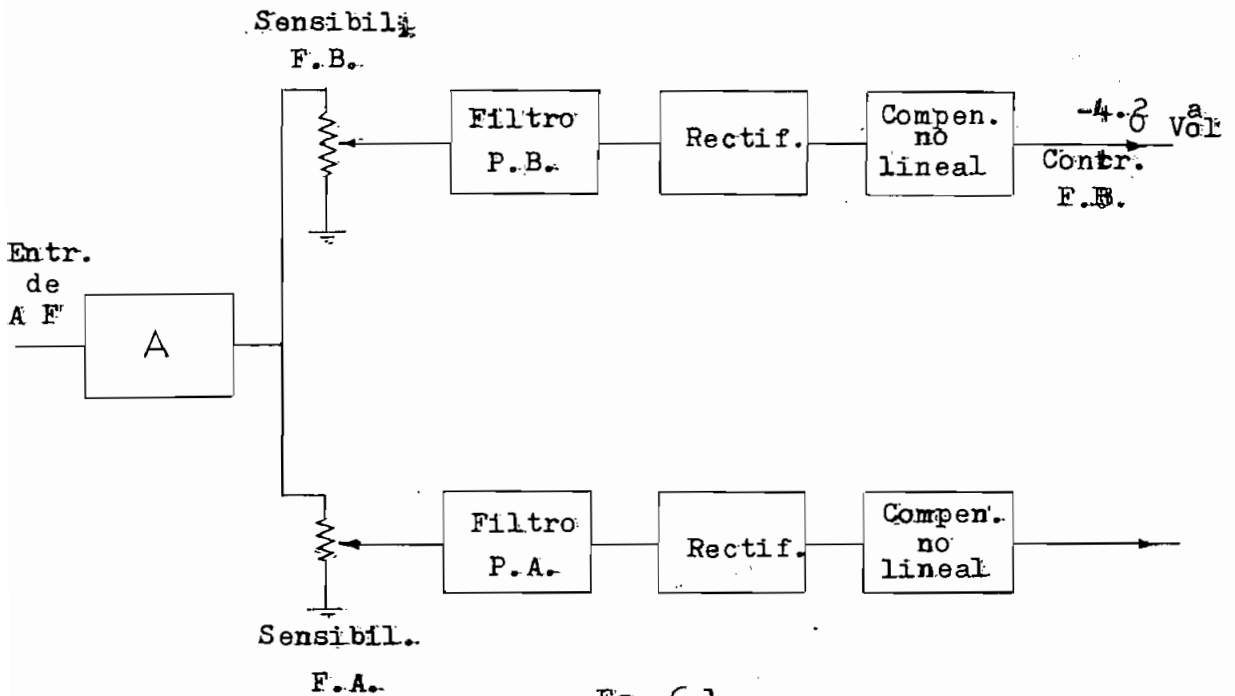 Sensibil.
F.B.
Filtro
P.B.
Rectif.
Compen.
no
lineal
Vol
Contr.
F.B.
Entr.
de
A F
A
Filtro
P.A.
Rectif.
Compen.
no
lineal
Sensibil.
F.A.